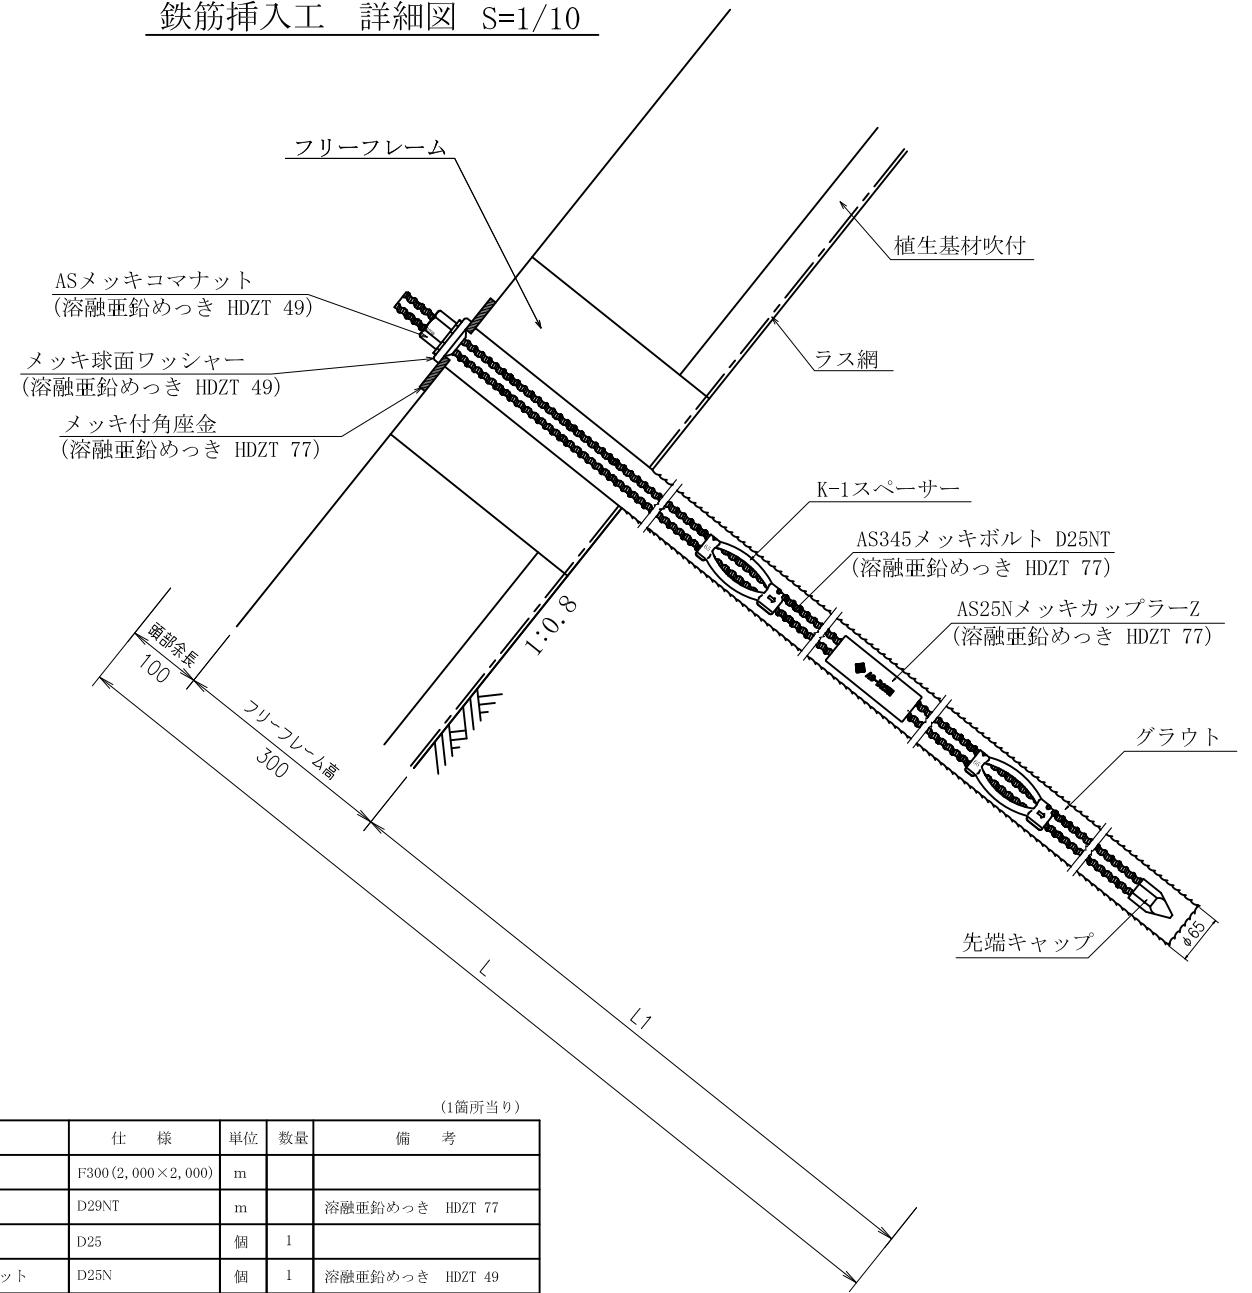 鉄筋挿入工　詳細図 S=1/10
フリーフレーム
植生基材吹付
ASメッキコマナット
(溶融亜鉛めっき HDZT 49)
ラス網
メッキ球面ワッシャー
(溶融亜鉛めっき HDZT 49)
メッキ付角座金
(溶融亜鉛めっき HDZT 77)
K-1スペーサー
AS345メッキボルト D25NT
(溶融亜鉛めっき HDZT 77)
AS25NメッキカップラーZ
(溶融亜鉛めっき HDZT 77)
1:0.8
頭部余長
100
フリーフレーム高
300
グラウト
先端キャップ
φ65
L
L1
(1箇所当り)
仕　様 単位 数量 備　考
F300(2,000×2,000) m
D29NT m 溶融亜鉛めっき HDZT 77
D25 個 1
ット D25N 個 1 溶融亜鉛めっき HDZT 49